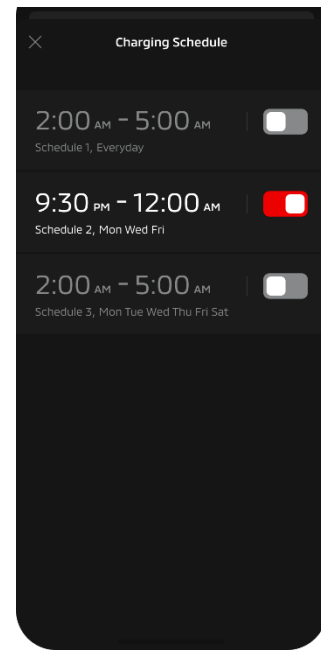 Charging Schedule
2:00 AM - 5:00 AM
Schedule 1, Everyday
9:30 PM - 12:00 AM
Schedule 2, Mon Wed Fri
2:00 AM - 5:00 AM
Schedule 3, Mon Tue Wed Thu Fri Sat